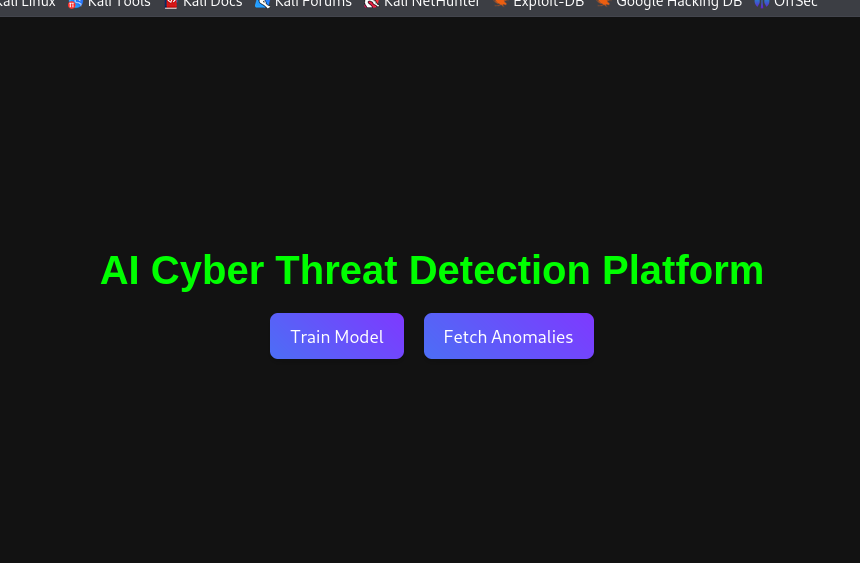 Kali Linux Kali Tools Kali Docs Kali Forums Kali NetHunter Exploit-DB Google Hacking DB OffSec
AI Cyber Threat Detection Platform
Train Model Fetch Anomalies